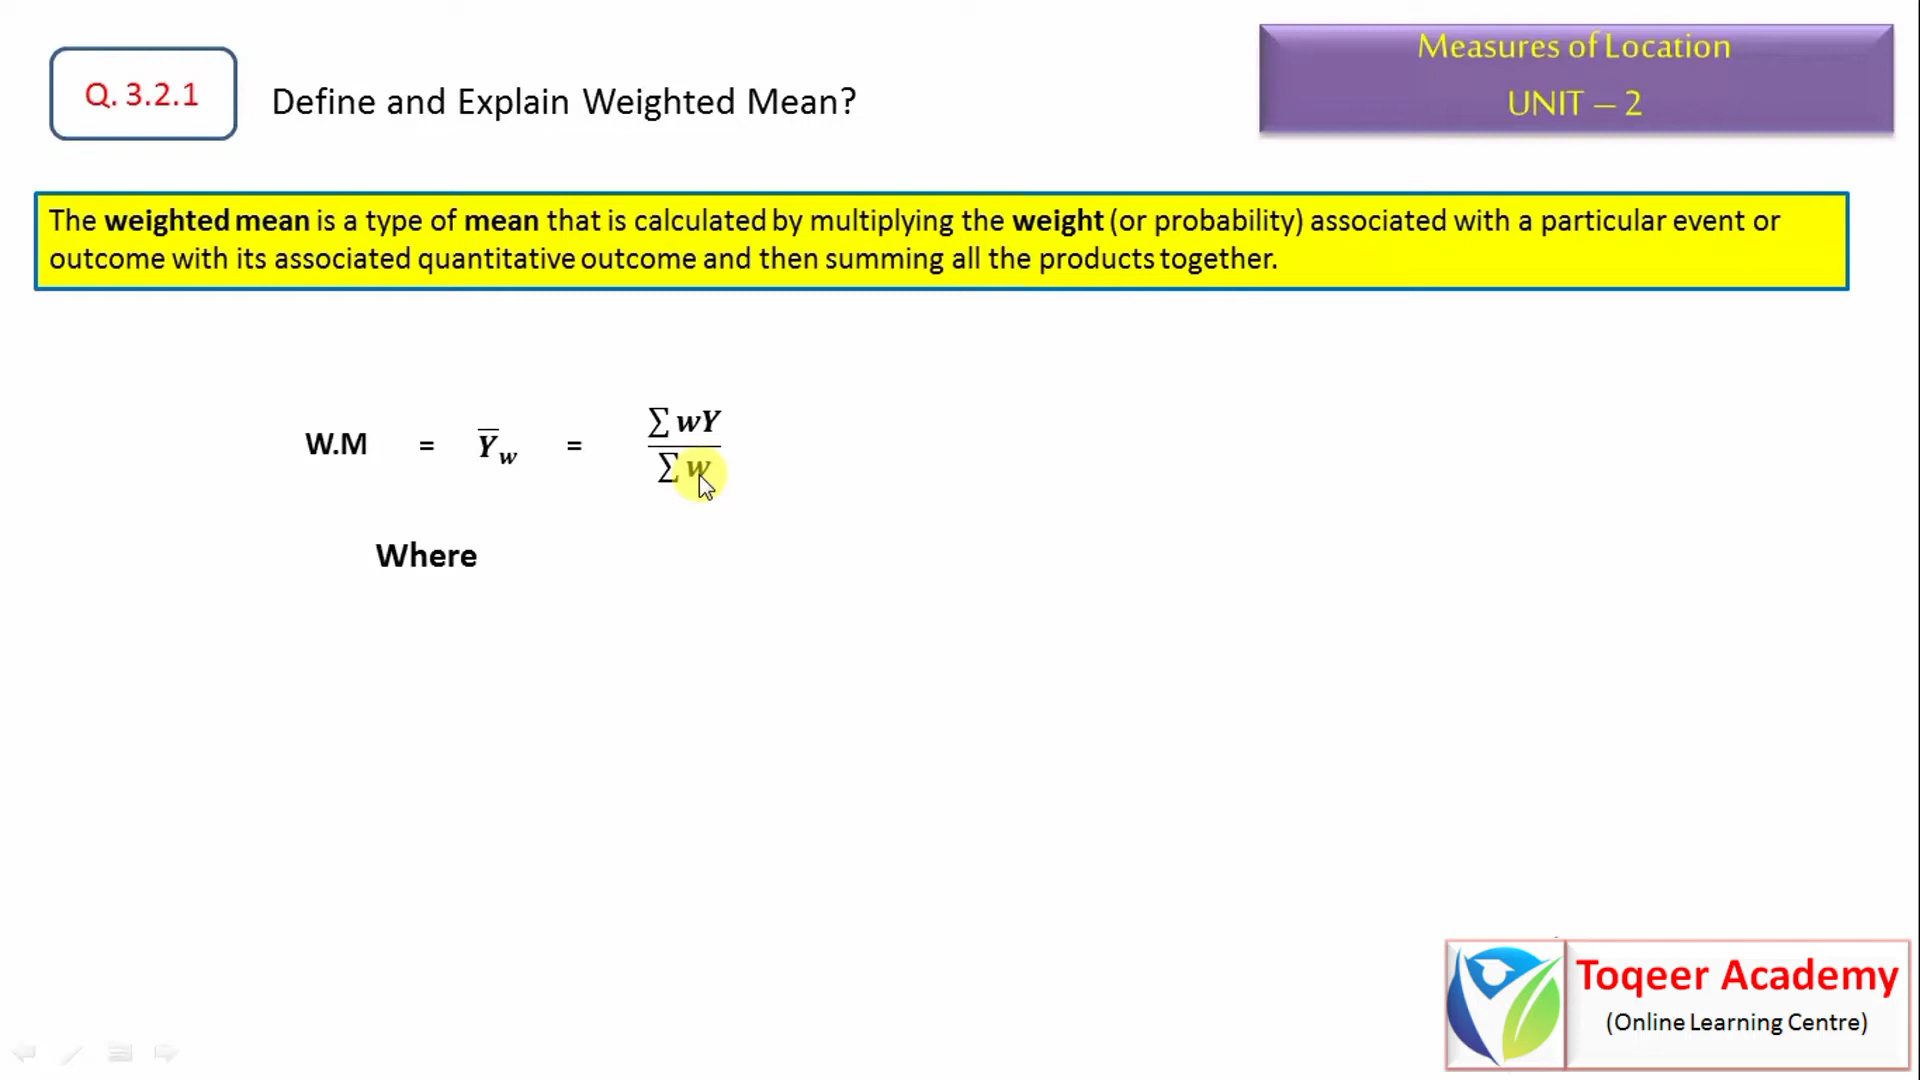 Q. 3.2.1
Define and Explain Weighted Mean?
Measures of Location
UNIT – 2
The weighted mean is a type of mean that is calculated by multiplying the weight (or probability) associated with a particular event or
outcome with its associated quantitative outcome and then summing all the products together.
W.M = Y̅w = ∑ wY / ∑ w
Where
Toqeer Academy
(Online Learning Centre)